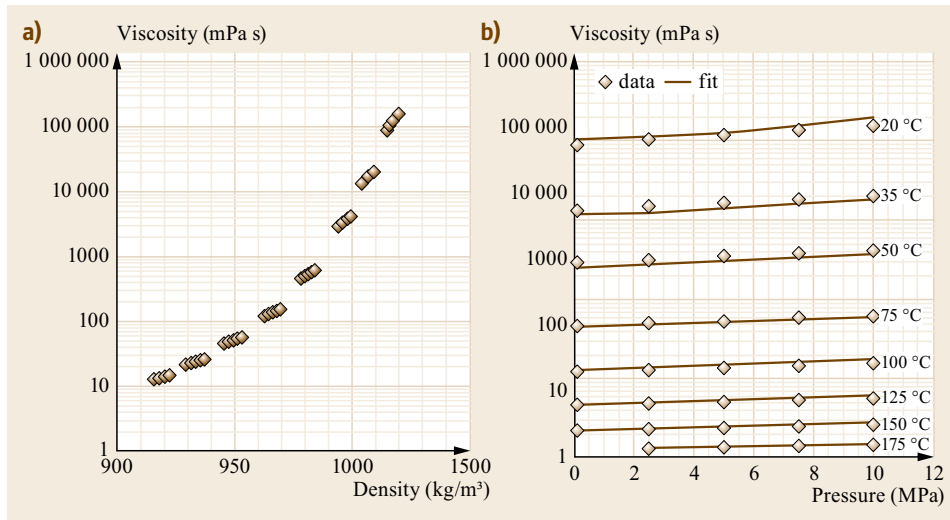 a)
Viscosity (mPa s)
1 000 000
100 000
10 000
1000
100
10
1
900
950
1000
1500
Density (kg/m³)
b)
Viscosity (mPa s)
1 000 000
100 000
10 000
1000
100
10
1
data
fit
20 °C
35 °C
50 °C
75 °C
100 °C
125 °C
150 °C
175 °C
0
2
4
6
8
10
12
Pressure (MPa)